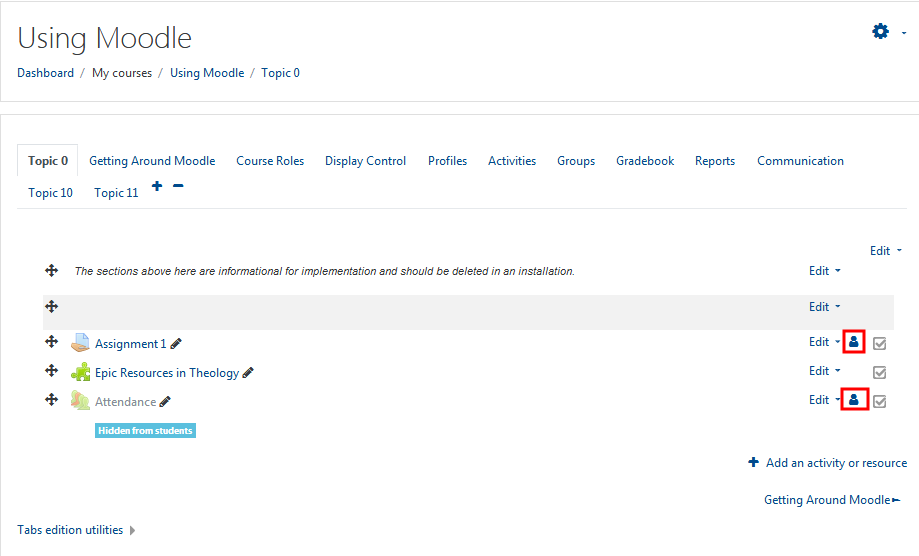 Using Moodle
Dashboard / My courses / Using Moodle / Topic 0
Topic 0 Getting Around Moodle Course Roles Display Control Profiles Activities Groups Gradebook Reports Communication
Topic 10 Topic 11
Edit
The sections above here are informational for implementation and should be deleted in an installation. Edit
Edit
Assignment 1 Edit
Epic Resources in Theology Edit
Attendance Edit
Hidden from students
Add an activity or resource
Getting Around Moodle
Tabs edition utilities